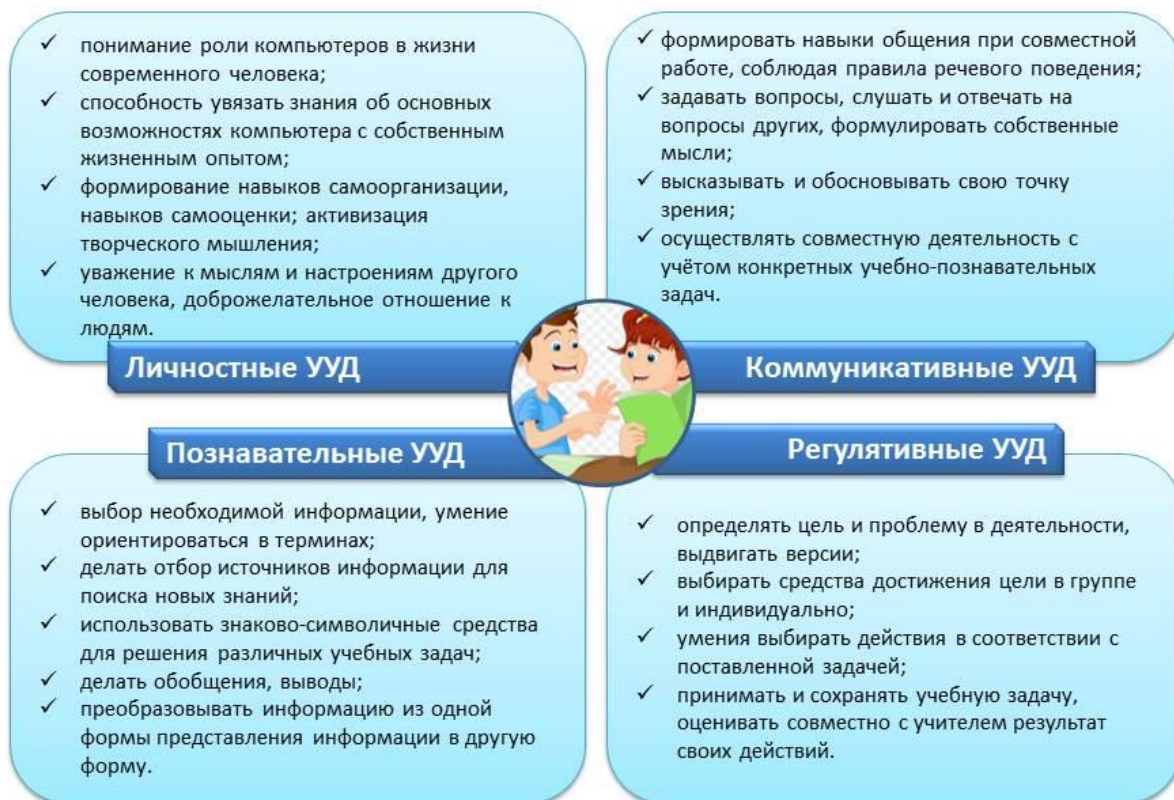 ✓ понимание роли компьютеров в жизни
современного человека;
✓ способность увязать знания об основных
возможностях компьютера с собственным
жизненным опытом;
✓ формирование навыков самоорганизации,
навыков самооценки; активизация
творческого мышления;
✓ уважение к мыслям и настроениям другого
человека, доброжелательное отношение к
людям.
Личностные УУД
✓ формировать навыки общения при совместной
работе, соблюдая правила речевого поведения;
✓ задавать вопросы, слушать и отвечать на
вопросы других, формулировать собственные
мысли;
✓ высказывать и обосновывать свою точку
зрения;
✓ осуществлять совместную деятельность с
учётом конкретных учебно-познавательных
задач.
Коммуникативные УУД
Познавательные УУД
✓ выбор необходимой информации, умение
ориентироваться в терминах;
✓ делать отбор источников информации для
поиска новых знаний;
✓ использовать знаково-символичные средства
для решения различных учебных задач;
✓ делать обобщения, выводы;
✓ преобразовывать информацию из одной
формы представления информации в другую
форму.
Регулятивные УУД
✓ определять цель и проблему в деятельности,
выдвигать версии;
✓ выбирать средства достижения цели в группе
и индивидуально;
✓ умения выбирать действия в соответствии с
поставленной задачей;
✓ принимать и сохранять учебную задачу,
оценивать совместно с учителем результат
своих действий.